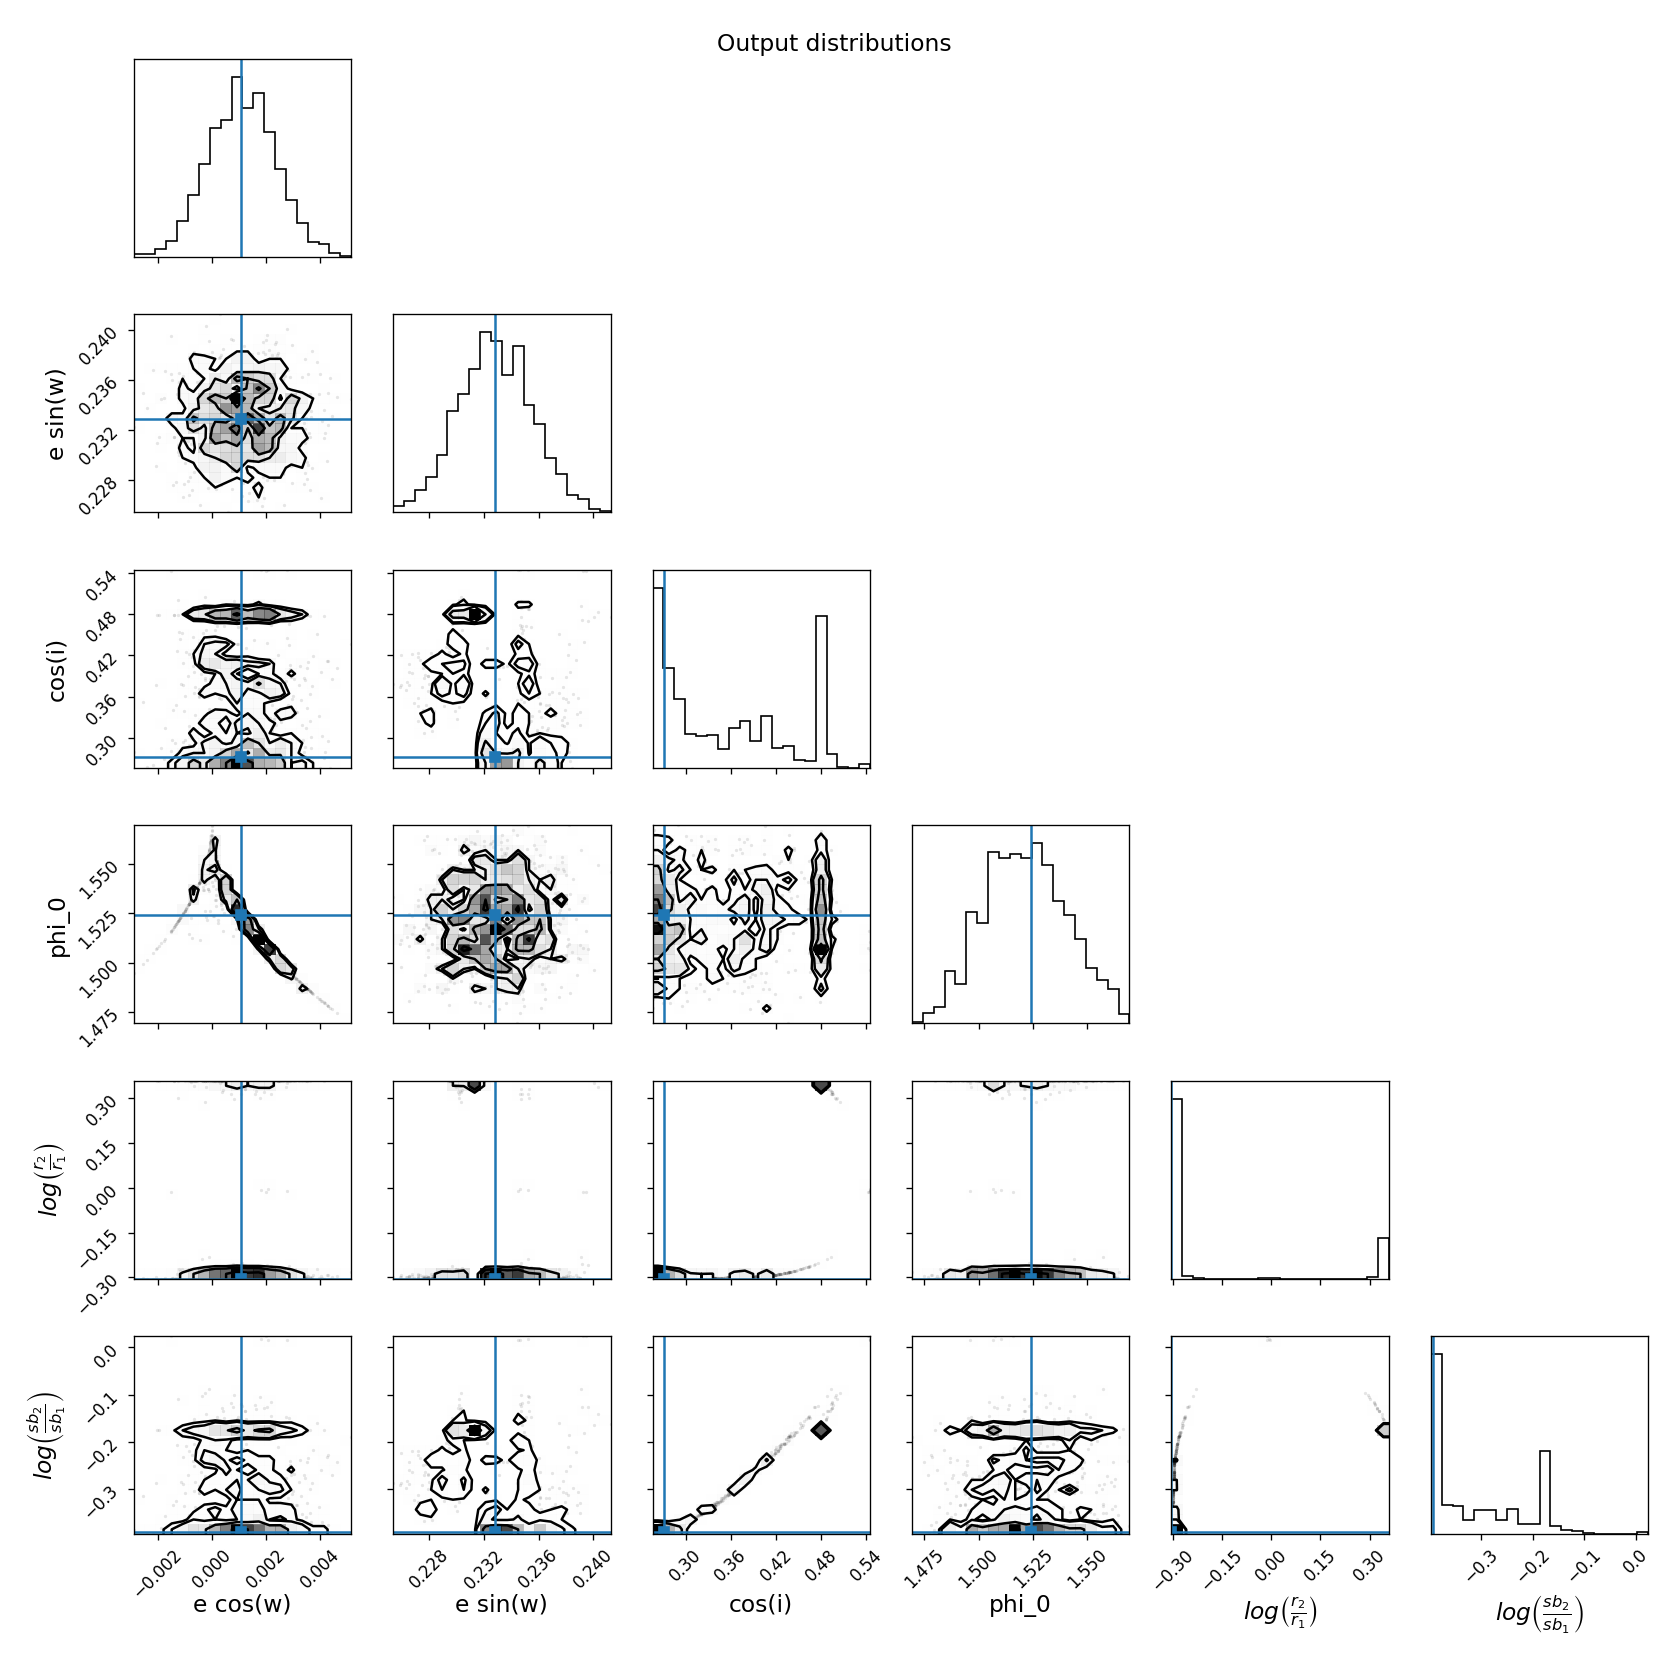 Output distributions
0.240
0.236
0.232
0.228
e sin(w)
0.54
0.48
0.42
0.36
0.30
cos(i)
1.550
1.525
1.500
1.475
phi_0
0.30
0.15
0.00
−0.15
−0.30
log(r₂/r₁)
0.0
−0.1
−0.2
−0.3
log(sb₂/sb₁)
−0.002 0.000 0.002 0.004
e cos(w)
0.228 0.232 0.236 0.240
e sin(w)
0.30 0.36 0.42 0.48 0.54
cos(i)
1.475 1.500 1.525 1.550
phi_0
−0.30 −0.15 0.00 0.15 0.30
log(r₂/r₁)
−0.3 −0.2 −0.1 0.0
log(sb₂/sb₁)